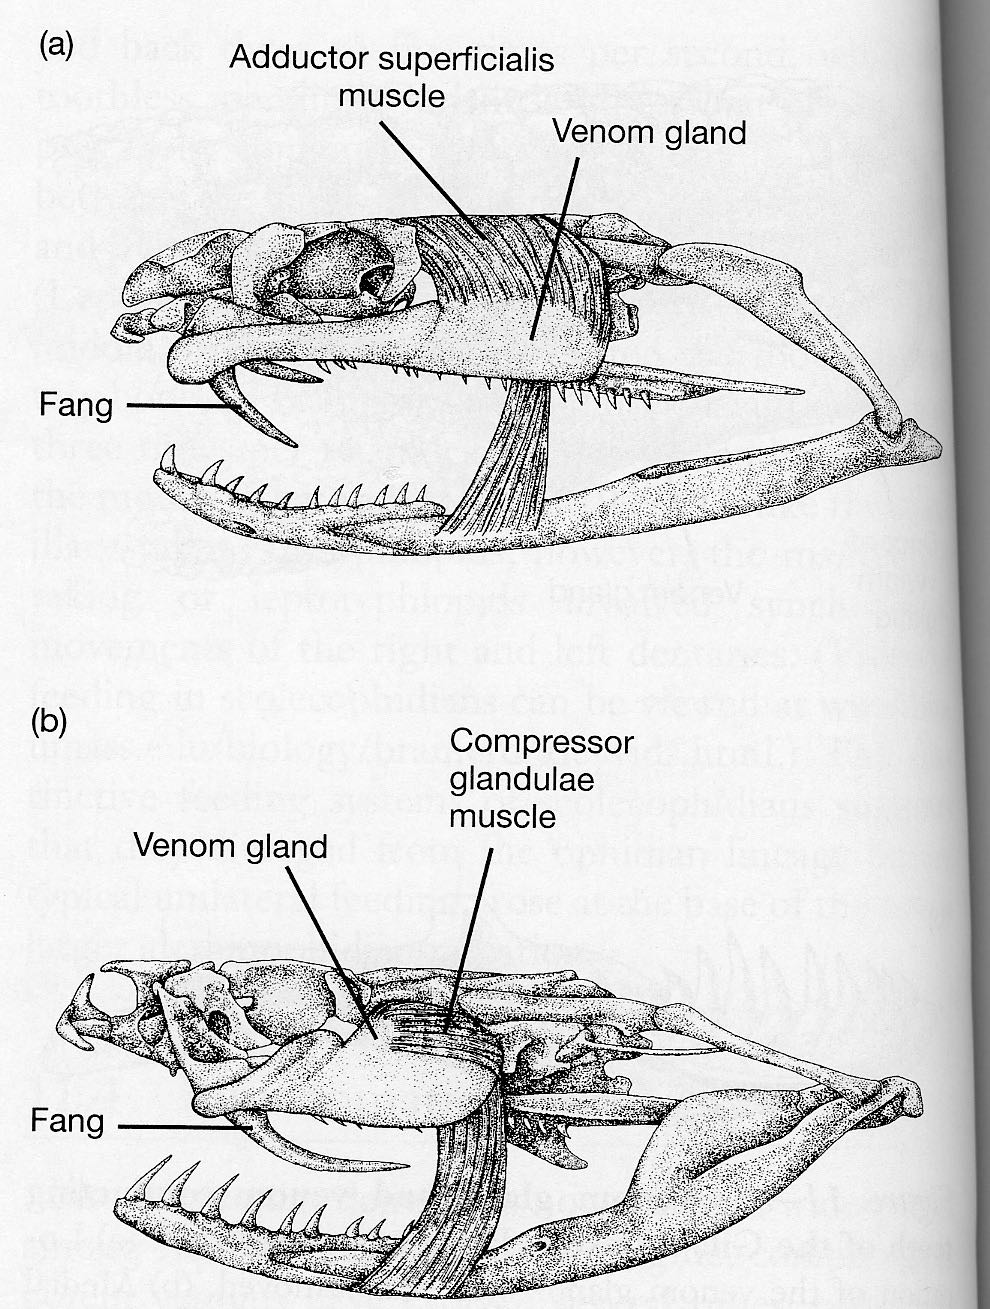 (a)
Adductor superficialis
muscle
Venom gland
Fang
(b)
Compressor
glandulae
muscle
Venom gland
Fang